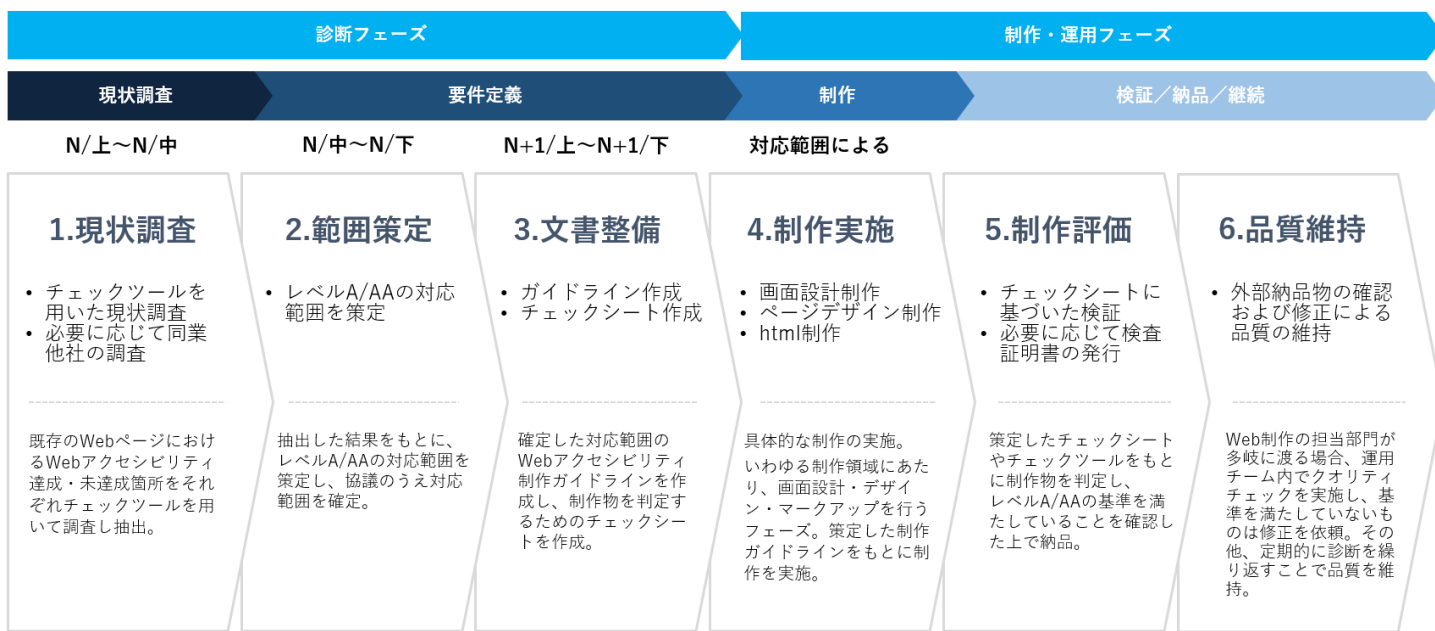 診断フェーズ
制作・運用フェーズ
現状調査
要件定義
制作
検証／納品／継続
N/上〜N/中
N/中〜N/下
N+1/上〜N+1/下
対応範囲による
1.現状調査
• チェックツールを
用いた現状調査
• 必要に応じて同業
他社の調査
既存のWebページにおけ
るWebアクセシビリティ
達成・未達成箇所をそれ
ぞれチェックツールを用
いて調査し抽出。
2.範囲策定
• レベルA/AAの対応
範囲を策定
抽出した結果をもとに、
レベルA/AAの対応範囲を
策定し、協議のうえ対応
範囲を確定。
3.文書整備
• ガイドライン作成
• チェックシート作成
確定した対応範囲の
Webアクセシビリティ
制作ガイドラインを作
成し、制作物を判定す
るためのチェックシー
トを作成。
4.制作実施
• 画面設計制作
• ページデザイン制作
• html制作
具体的な制作の実施。
いわゆる制作領域にあた
り、画面設計・デザイ
ン・マークアップを行う
フェーズ。策定した制作
ガイドラインをもとに制
作を実施。
5.制作評価
• チェックシートに
基づいた検証
• 必要に応じて検査
証明書の発行
策定したチェックシート
やチェックツールをもと
に制作物を判定し、
レベルA/AAの基準を満
たしていることを確認し
た上で納品。
6.品質維持
• 外部納品物の確認
および修正による
品質の維持
Web制作の担当部門が
多岐に渡る場合、運用
チーム内でクオリティ
チェックを実施し、基
準を満たしていないも
のは修正を依頼。その
他、定期的に診断を繰
り返すことで品質を維
持。